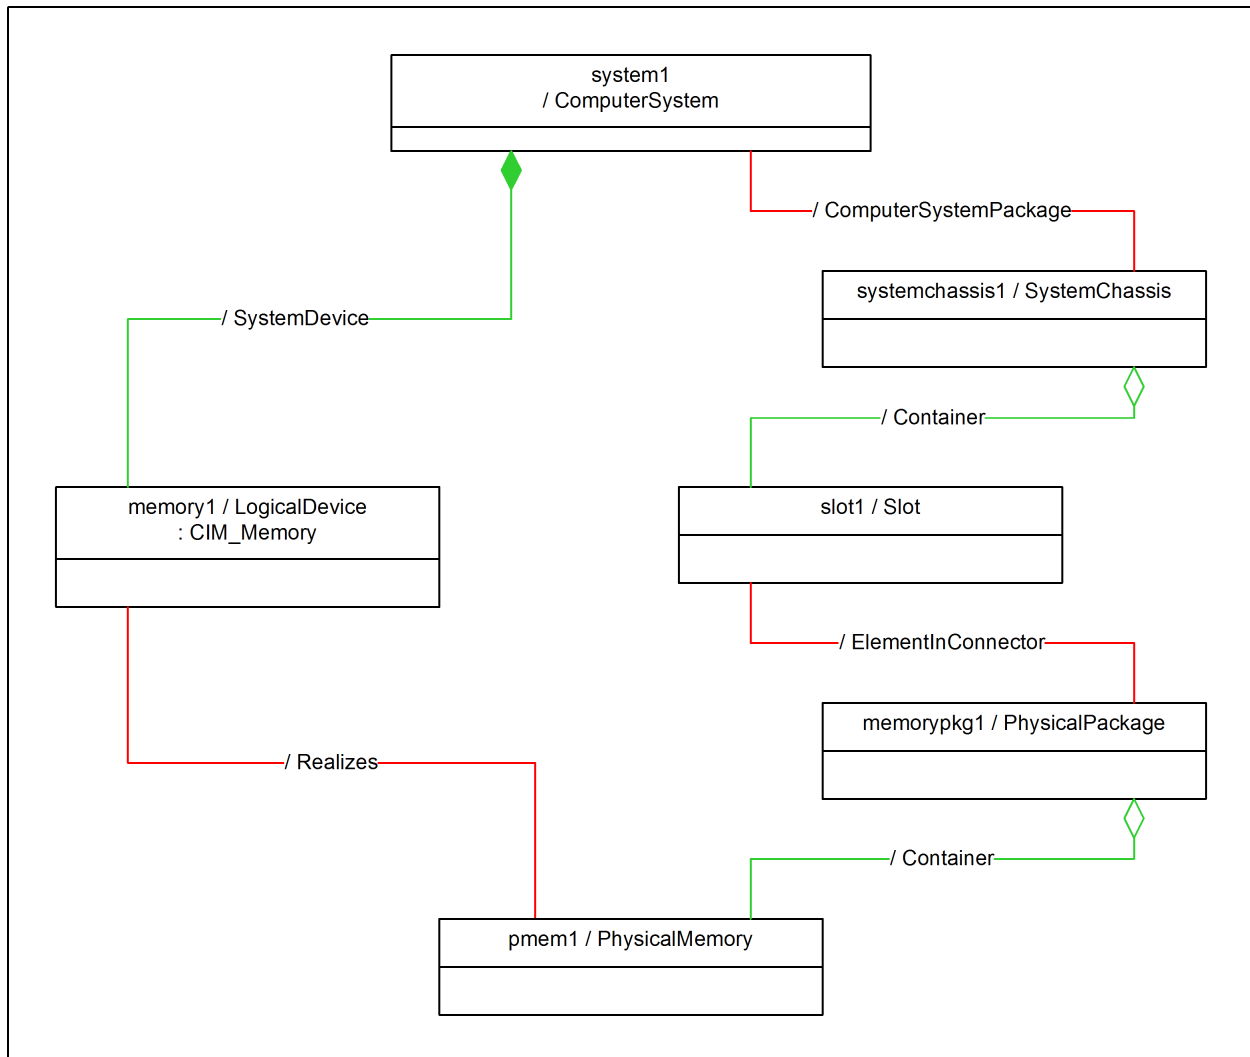 system1
/ ComputerSystem
/ ComputerSystemPackage
systemchassis1 / SystemChassis
/ SystemDevice
/ Container
memory1 / LogicalDevice
: CIM_Memory
slot1 / Slot
/ ElementInConnector
memorypkg1 / PhysicalPackage
/ Realizes
/ Container
pmem1 / PhysicalMemory